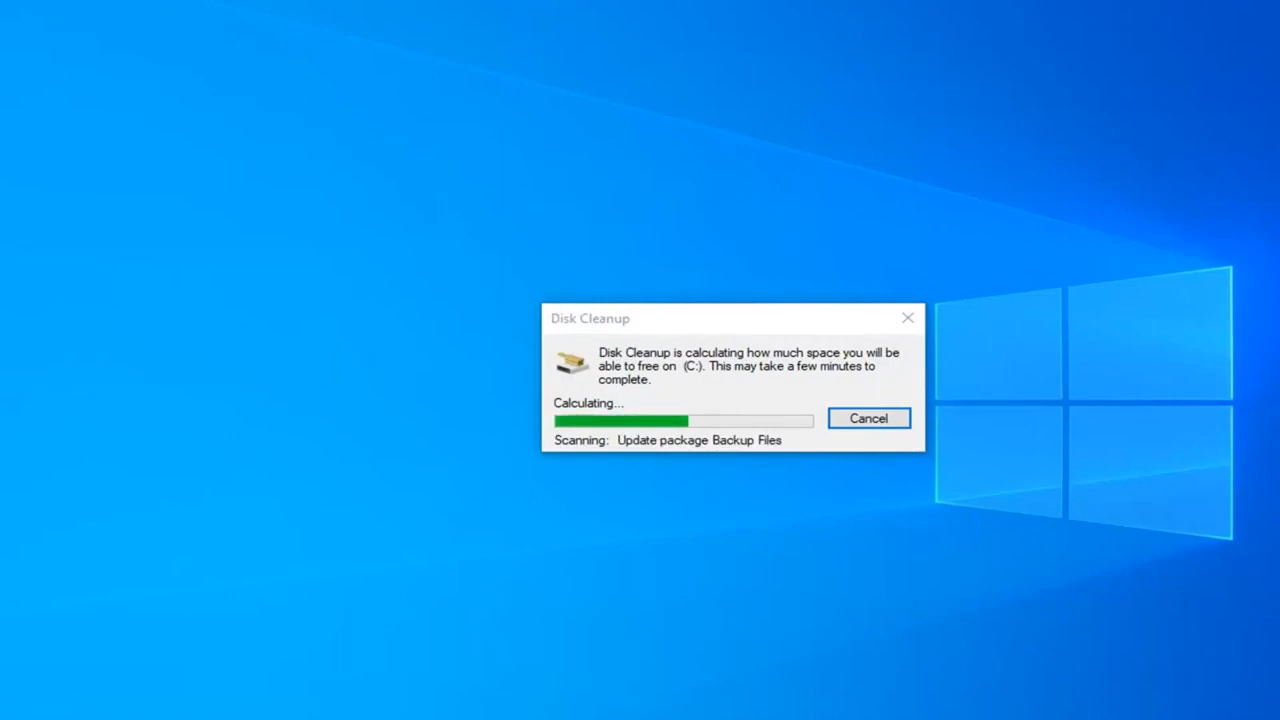 Disk Cleanup
Disk Cleanup is calculating how much space you will be
able to free on  (C:). This may take a few minutes to
complete.
Calculating...
Cancel
Scanning:  Update package Backup Files